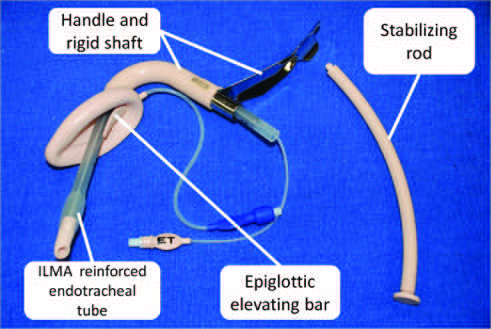 Handle and
rigid shaft
Stabilizing
rod
ET
ILMA reinforced
endotracheal
tube
Epiglottic
elevating bar